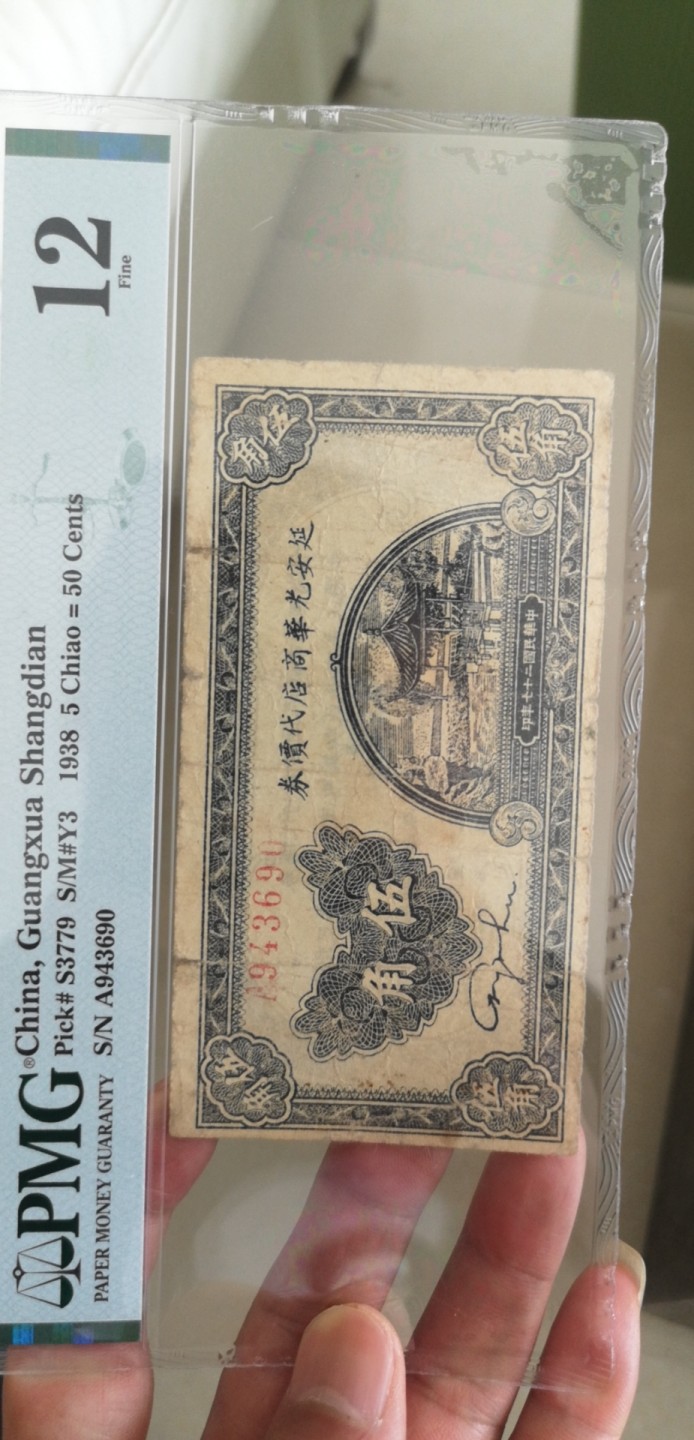 PMG®
PAPER MONEY GUARANTY
China, Guangxua Shangdian
Pick# S3779 S/M#Y3 1938 5 Chiao = 50 Cents
S/N A943690
12
Fine
伍角
伍角
延安光華商店代價券
A943690
伍角
伍角
伍角
中華民國二十七年印